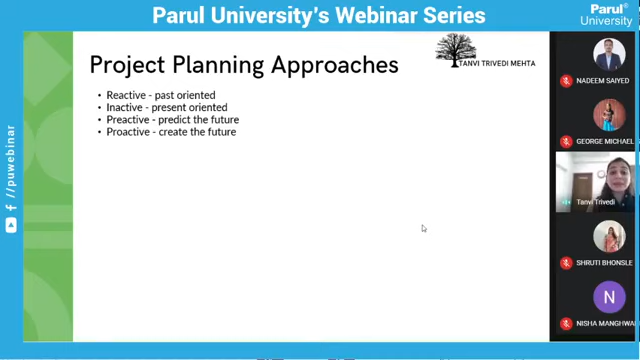 Parul University's Webinar Series
Parul®
University
Project Planning Approaches
TANVI TRIVEDI MEHTA
• Reactive - past oriented
• Inactive - present oriented
• Preactive - predict the future
• Proactive - create the future
//puwebinar
NADEEM SAIYED
GEORGE MICHAEL
Tanvi Trivedi
SHRUTI BHONSLE
N
NISHA MANGHWA